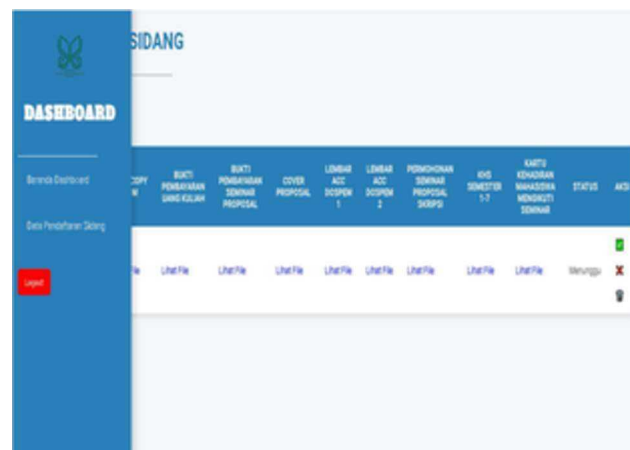 SIDANG
DASHBOARD
Beranda Dashboard
Data Pendaftaran Sidang
Logout
COPY
BUKTI
PEMBAYARAN
UANG KULIAH
BUKTI
PEMBAYARAN
SEMINAR
PROPOSAL
COVER
PROPOSAL
LEMBAR
ACC
DOSPEM
1
LEMBAR
ACC
DOSPEM
2
PERMOHONAN
SEMINAR
PROPOSAL
SKRIPSI
KHS
SEMESTER
1-7
KARTU
KEHADIRAN
MAHASISWA
MENGIKUTI
SEMINAR
STATUS
AKSI
File Lihat File Lihat File Lihat File Lihat File Lihat File Lihat File Lihat File Lihat File Menunggu